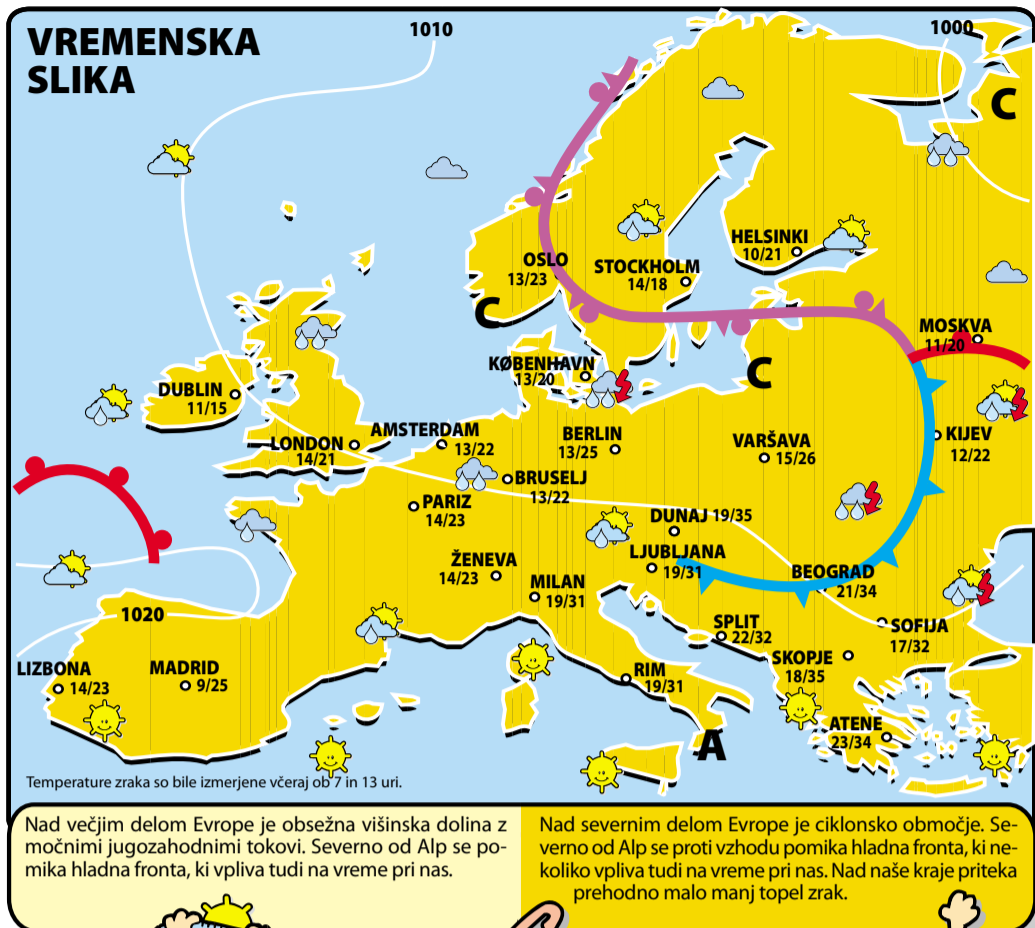 VREMENSKA
SLIKA
1010
1000
C
HELSINKI
10/21
OSLO
13/23
STOCKHOLM
14/18
C
MOSKVA
11/20
KØBENHAVN
13/20
C
DUBLIN
11/15
AMSTERDAM
13/22
BERLIN
13/25
LONDON
14/21
VARŠAVA
15/26
KIJEV
12/22
BRUSELJ
13/22
PARIZ
14/23
DUNAJ 19/35
LJUBLJANA
19/31
ŽENEVA
14/23
MILAN
19/31
BEOGRAD
21/34
1020
SPLIT
22/32
SOFIJA
17/32
SKOPJE
18/35
LIZBONA
14/23
MADRID
9/25
RIM
19/31
ATENE
23/34
A
Temperature zraka so bile izmerjene včeraj ob 7 in 13 uri.
Nad večjim delom Evrope je obsežna višinska dolina z
močnimi jugozahodnimi tokovi. Severno od Alp se po-
mika hladna fronta, ki vpliva tudi na vreme pri nas.
Nad severnim delom Evrope je ciklonsko območje. Se-
verno od Alp se proti vzhodu pomika hladna fronta, ki ne-
koliko vpliva tudi na vreme pri nas. Nad naše kraje priteka
prehodno malo manj topel zrak.